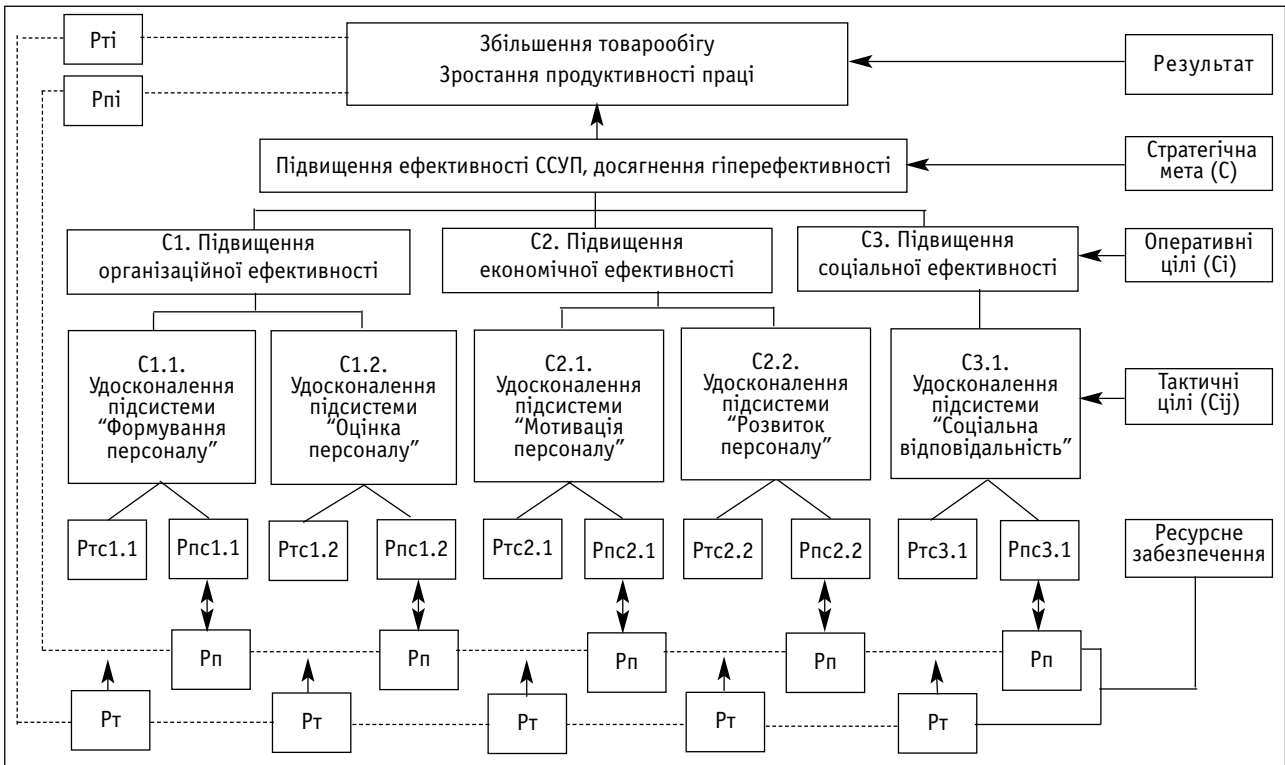 Рті
Збільшення товарообігу
Зростання продуктивності праці
Результат
Рпі
Підвищення ефективності ССУП, досягнення гіперефективності
Стратегічна
мета (С)
С1. Підвищення
організаційної ефективності
С2. Підвищення
економічної ефективності
С3. Підвищення
соціальної ефективності
Оперативні
цілі (Сі)
С1.1.
Удосконалення
підсистеми
“Формування
персоналу”
С1.2.
Удосконалення
підсистеми
“Оцінка
персоналу”
С2.1.
Удосконалення
підсистеми
“Мотивація
персоналу”
С2.2.
Удосконалення
підсистеми
“Розвиток
персоналу”
С3.1.
Удосконалення
підсистеми
“Соціальна
відповідальність”
Тактичні
цілі (Cij)
Ртс1.1
Рпс1.1
Ртс1.2
Рпс1.2
Ртс2.1
Рпс2.1
Ртс2.2
Рпс2.2
Ртс3.1
Рпс3.1
Ресурсне
забезпечення
Рп
Рп
Рп
Рп
Рп
Рт
Рт
Рт
Рт
Рт